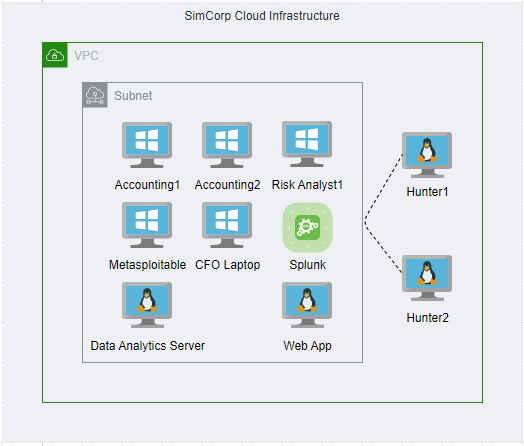 SimCorp Cloud Infrastructure
VPC
Subnet
Accounting1
Accounting2
Risk Analyst1
Hunter1
Metasploitable
CFO Laptop
Splunk
Hunter2
Data Analytics Server
Web App